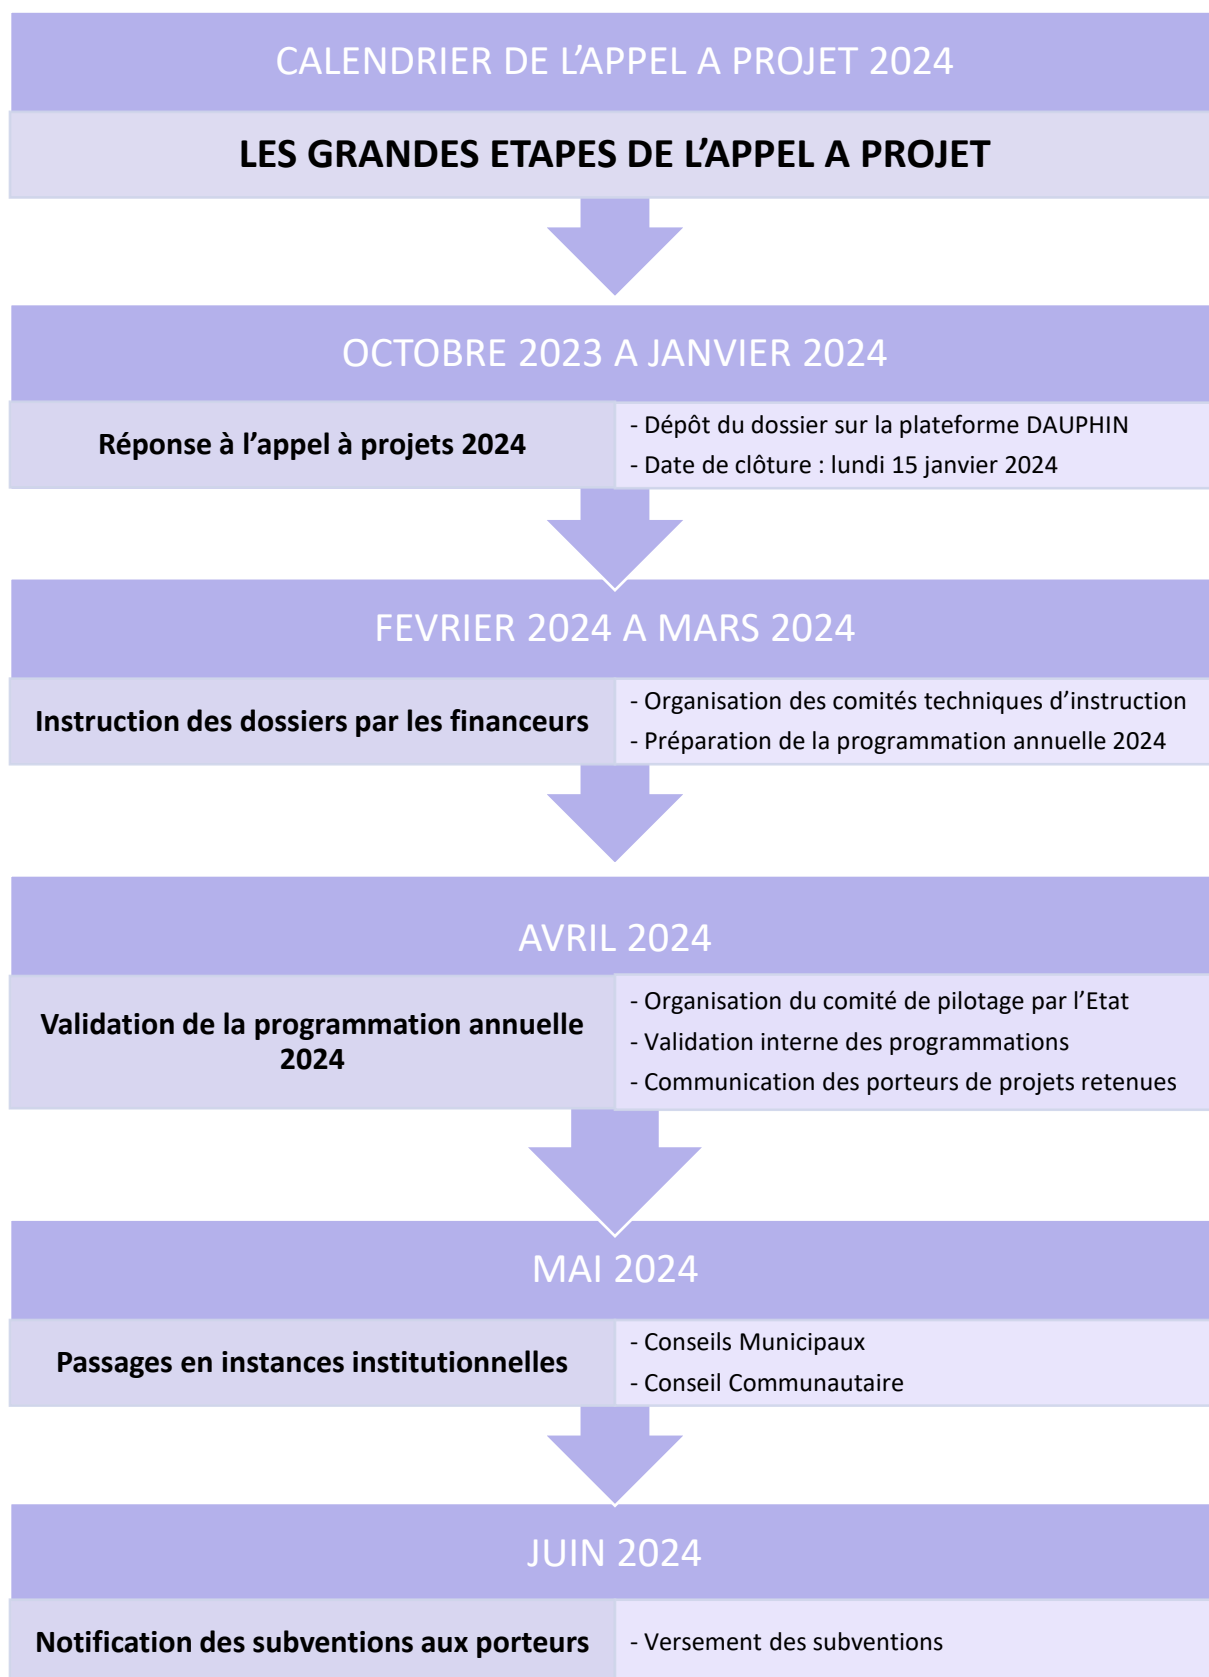 CALENDRIER DE L’APPEL A PROJET 2024
LES GRANDES ETAPES DE L’APPEL A PROJET
OCTOBRE 2023 A JANVIER 2024
Réponse à l’appel à projets 2024
- Dépôt du dossier sur la plateforme DAUPHIN
- Date de clôture : lundi 15 janvier 2024
FEVRIER 2024 A MARS 2024
Instruction des dossiers par les financeurs
- Organisation des comités techniques d’instruction
- Préparation de la programmation annuelle 2024
AVRIL 2024
Validation de la programmation annuelle
2024
- Organisation du comité de pilotage par l’Etat
- Validation interne des programmations
- Communication des porteurs de projets retenues
MAI 2024
Passages en instances institutionnelles
- Conseils Municipaux
- Conseil Communautaire
JUIN 2024
Notification des subventions aux porteurs
- Versement des subventions